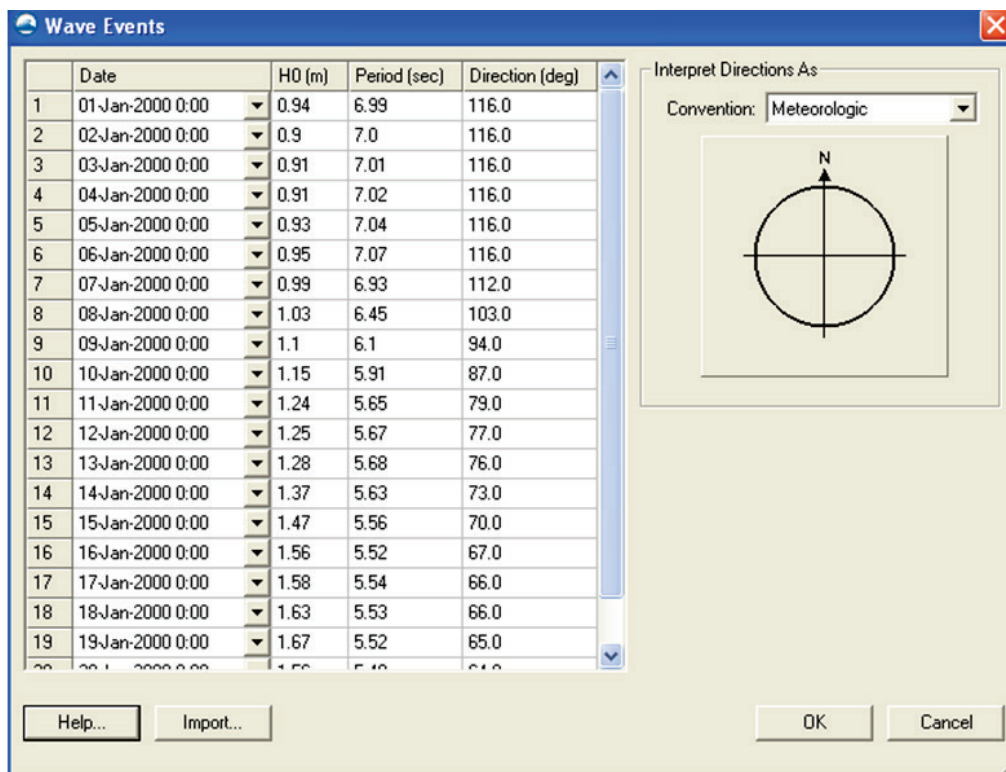 Wave Events
Date H0 (m) Period (sec) Direction (deg)
1 01-Jan-2000 0:00 0.94 6.99 116.0
2 02-Jan-2000 0:00 0.9 7.0 116.0
3 03-Jan-2000 0:00 0.91 7.01 116.0
4 04-Jan-2000 0:00 0.91 7.02 116.0
5 05-Jan-2000 0:00 0.93 7.04 116.0
6 06-Jan-2000 0:00 0.95 7.07 116.0
7 07-Jan-2000 0:00 0.99 6.93 112.0
8 08-Jan-2000 0:00 1.03 6.45 103.0
9 09-Jan-2000 0:00 1.1 6.1 94.0
10 10-Jan-2000 0:00 1.15 5.91 87.0
11 11-Jan-2000 0:00 1.24 5.65 79.0
12 12-Jan-2000 0:00 1.25 5.67 77.0
13 13-Jan-2000 0:00 1.28 5.68 76.0
14 14-Jan-2000 0:00 1.37 5.63 73.0
15 15-Jan-2000 0:00 1.47 5.56 70.0
16 16-Jan-2000 0:00 1.56 5.52 67.0
17 17-Jan-2000 0:00 1.58 5.54 66.0
18 18-Jan-2000 0:00 1.63 5.53 66.0
19 19-Jan-2000 0:00 1.67 5.52 65.0
Interpret Directions As
Convention: Meteorologic
N
Help... Import... OK Cancel